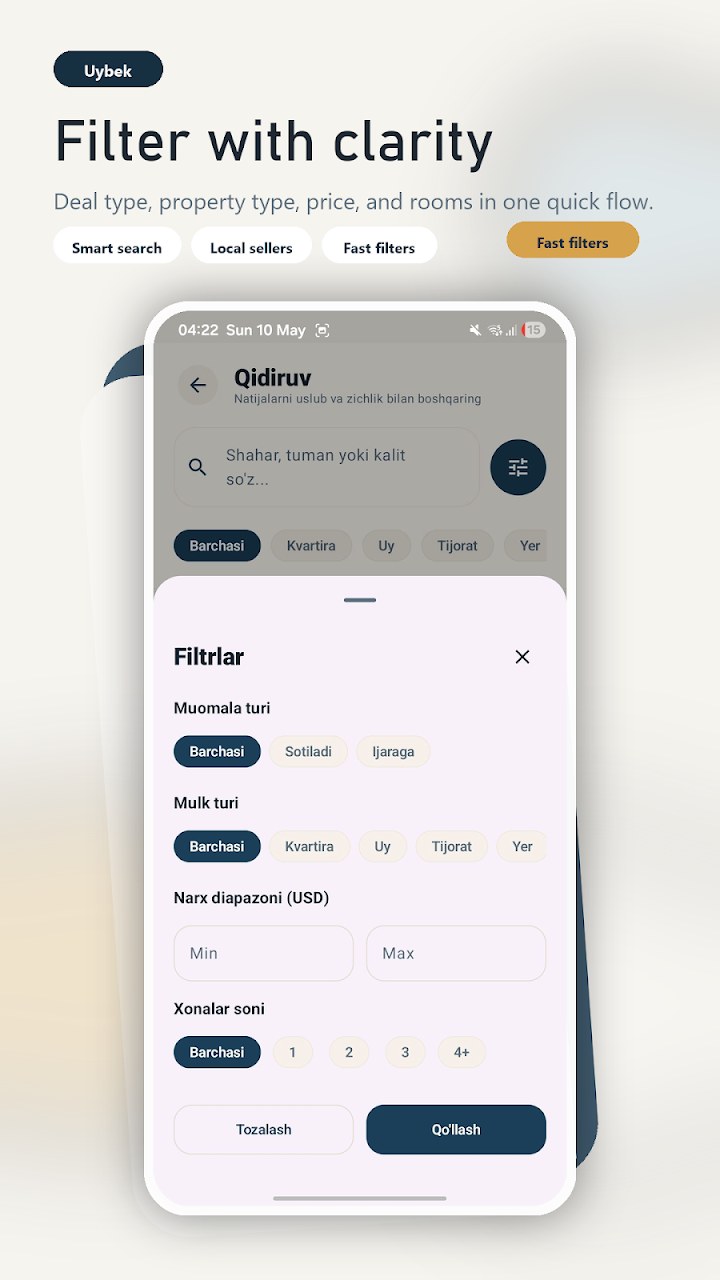 Uybek
Filter with clarity
Deal type, property type, price, and rooms in one quick flow.
Smart search
Local sellers
Fast filters
Fast filters
04:22 Sun 10 May
15
Qidiruv
Natijalarni uslub va zichlik bilan boshqaring
Shahar, tuman yoki kalit
so'z...
Barchasi
Kvartira
Uy
Tijorat
Yer
Filtrlar
Muomala turi
Barchasi
Sotiladi
Ijaraga
Mulk turi
Barchasi
Kvartira
Uy
Tijorat
Yer
Narx diapazoni (USD)
Min
Max
Xonalar soni
Barchasi
1
2
3
4+
Tozalash
Qo'llash